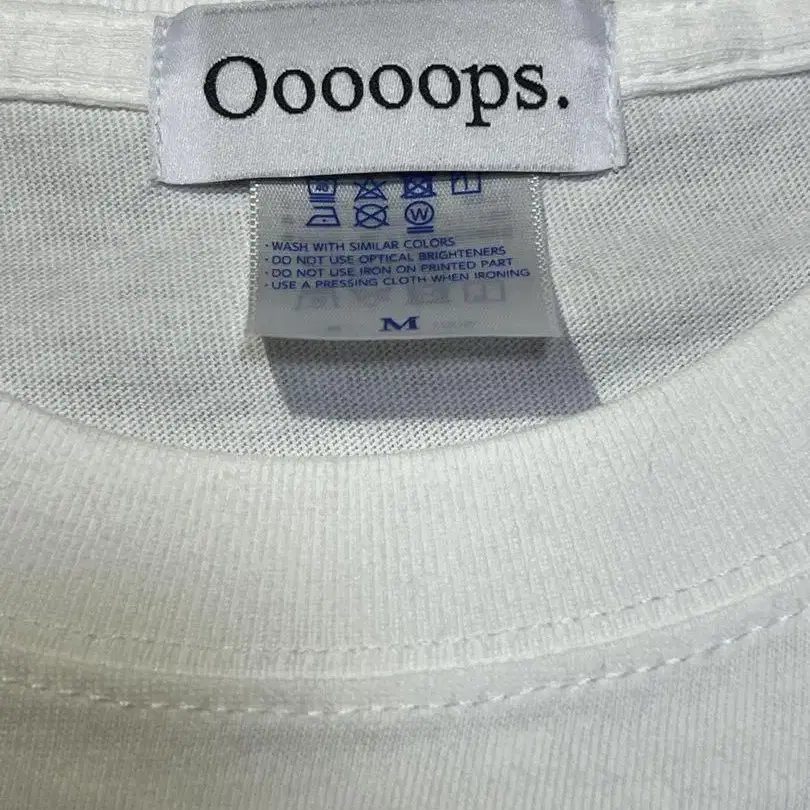 Ooooops.
40
W
· WASH WITH SIMILAR COLORS
· DO NOT USE OPTICAL BRIGHTENERS
· DO NOT USE IRON ON PRINTED PART
· USE A PRESSING CLOTH WHEN IRONING
M